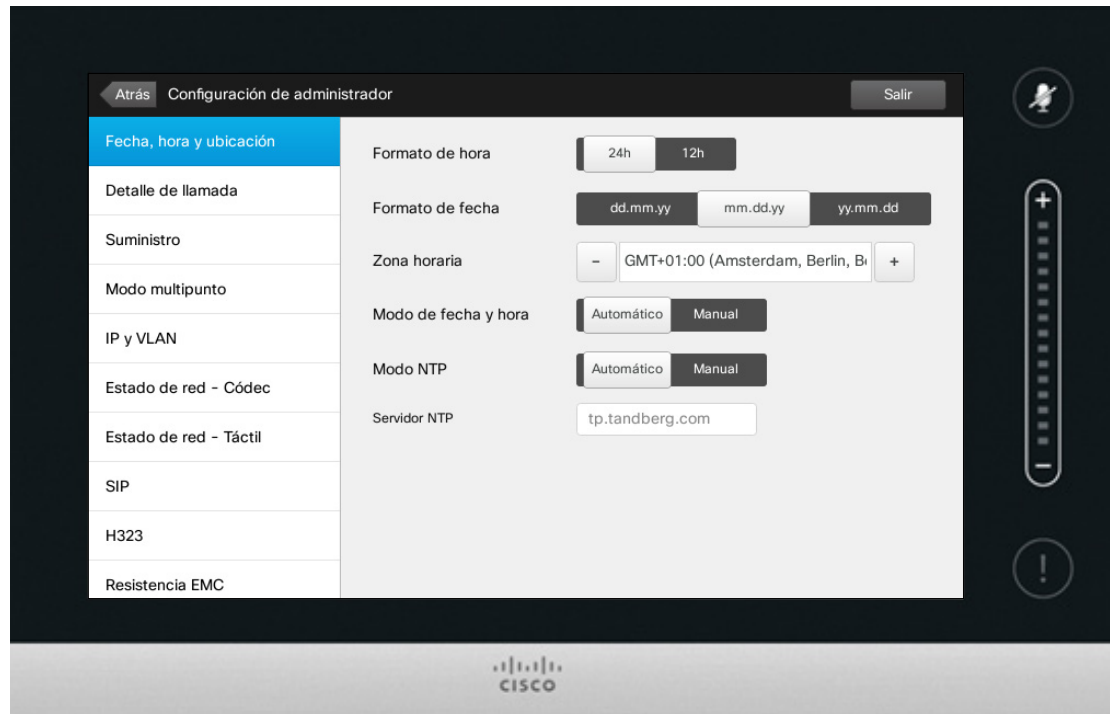 Atrás Configuración de administrador Salir
Fecha, hora y ubicación
Detalle de llamada
Suministro
Modo multipunto
IP y VLAN
Estado de red - Códec
Estado de red - Táctil
SIP
H323
Resistencia EMC
Formato de hora 24h 12h
Formato de fecha dd.mm.yy mm.dd.yy yy.mm.dd
Zona horaria - GMT+01:00 (Amsterdam, Berlin, +
Modo de fecha y hora Automático Manual
Modo NTP Automático Manual
Servidor NTP tp.tandberg.com
+
-
!
CISCO